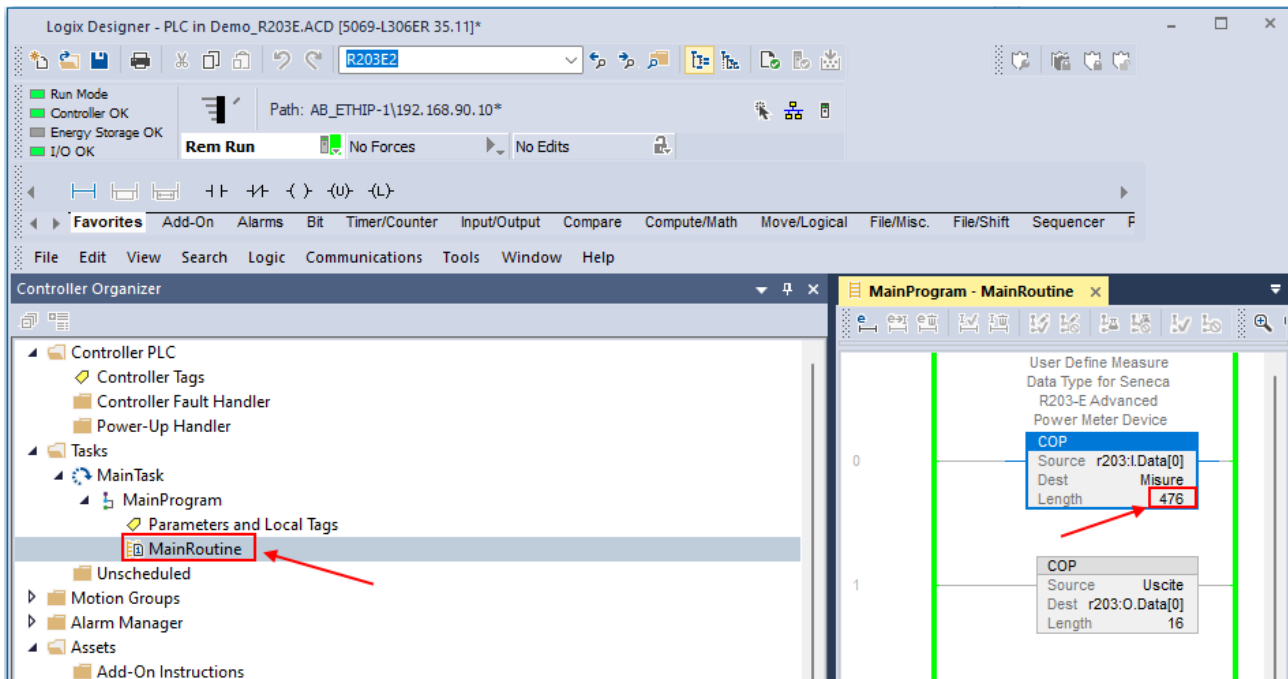 Logix Designer - PLC in Demo_R203E.ACD [5069-L306ER 35.11]*
R203E2
Run Mode
Controller OK
Energy Storage OK
I/O OK
Path: AB_ETHIP-1\192.168.90.10*
Rem Run No Forces No Edits
Favorites Add-On Alarms Bit Timer/Counter Input/Output Compare Compute/Math Move/Logical File/Misc. File/Shift Sequencer
File Edit View Search Logic Communications Tools Window Help
Controller Organizer
Controller PLC
Controller Tags
Controller Fault Handler
Power-Up Handler
Tasks
MainTask
MainProgram
Parameters and Local Tags
MainRoutine
Unscheduled
Motion Groups
Alarm Manager
Assets
Add-On Instructions
MainProgram - MainRoutine
User Define Measure
Data Type for Seneca
R203-E Advanced
Power Meter Device
COP
0
Source r203:I.Data[0]
Dest Misure
Length 476
COP
1
Source Uscite
Dest r203:O.Data[0]
Length 16